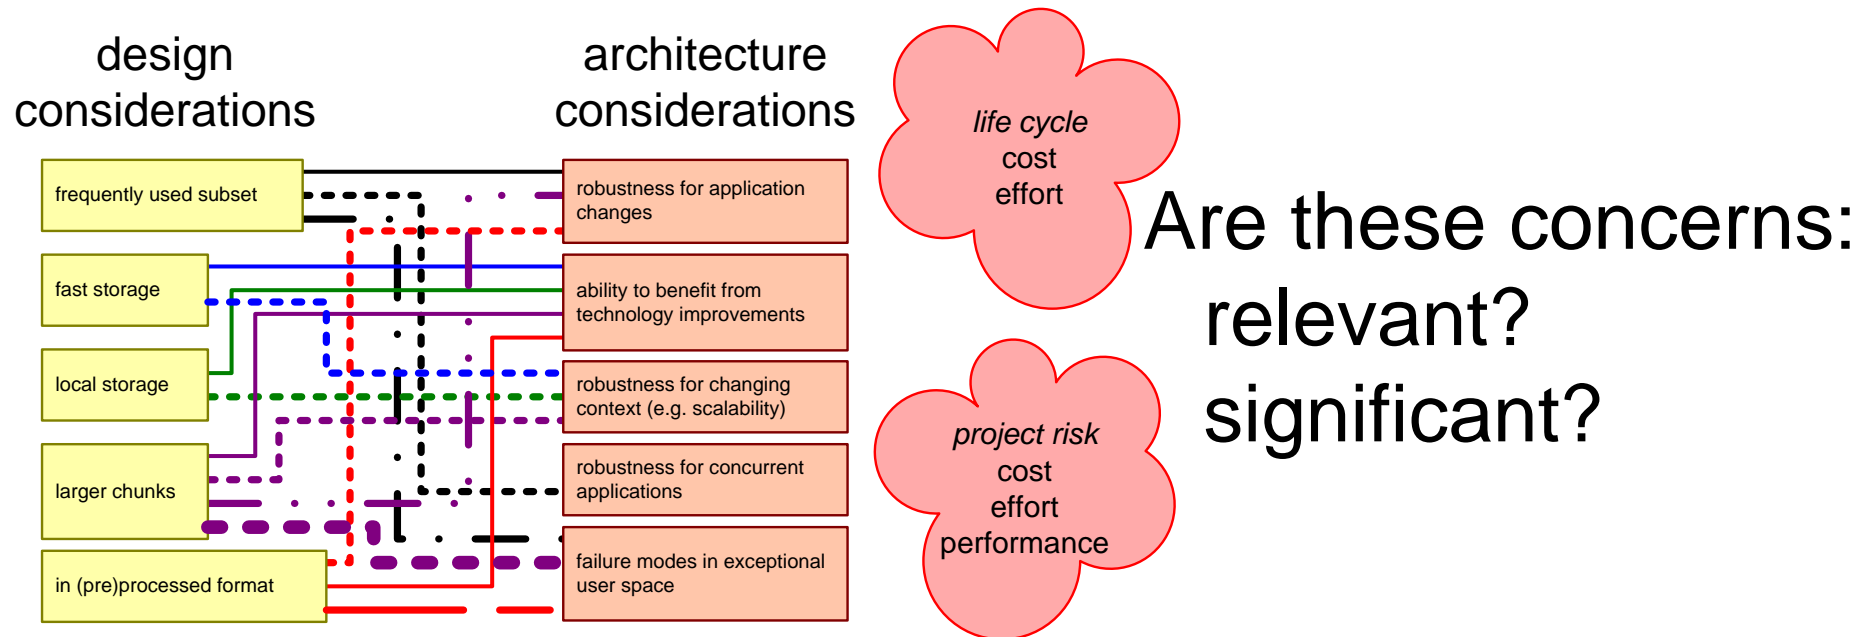 design
considerations
architecture
considerations
frequently used subset
fast storage
local storage
larger chunks
in (pre)processed format
robustness for application
changes
ability to benefit from
technology improvements
robustness for changing
context (e.g. scalability)
robustness for concurrent
applications
failure modes in exceptional
user space
life cycle
cost
effort
project risk
cost
effort
performance
Are these concerns:
relevant?
significant?